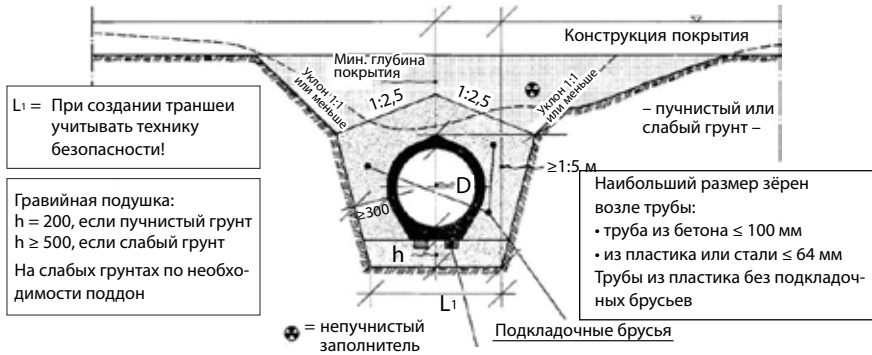 Конструкция покрытия
Мин. глубина
покрытия
Уклон 1:1
или меньше
1:2,5
1:2,5
Уклон 1:1
или меньше
– пучнистый или
слабый грунт –
L1 = При создании траншеи
учитывать технику
безопасности!
≥1:5 м
D
≥300
Гравийная подушка:
h = 200, если пучнистый грунт
h ≥ 500, если слабый грунт
На слабых грунтах по необхо-
димости поддон
Наибольший размер зёрен
возле трубы:
• труба из бетона ≤ 100 мм
• из пластика или стали ≤ 64 мм
Трубы из пластика без подкладоч-
ных брусьев
h
L1
= непучнистый
заполнитель
Подкладочные брусья